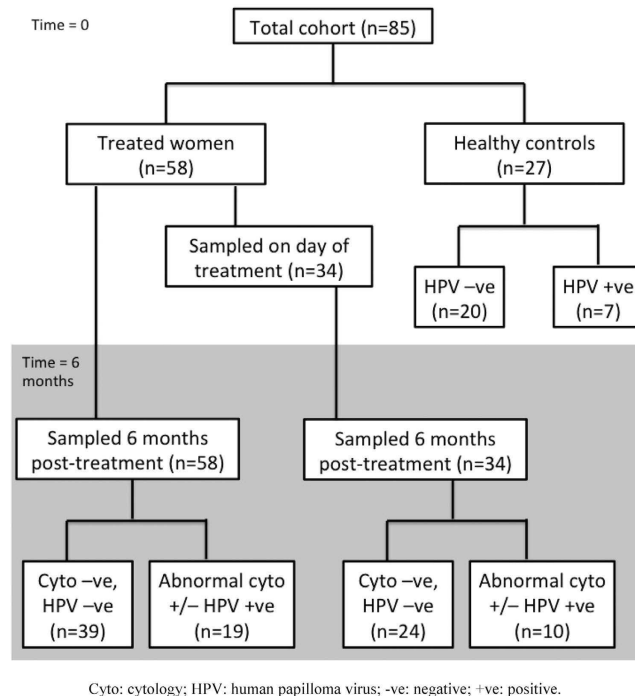 Time = 0
Total cohort (n=85)
Treated women
(n=58)
Healthy controls
(n=27)
Sampled on day of
treatment (n=34)
HPV –ve
(n=20)
HPV +ve
(n=7)
Time = 6
months
Sampled 6 months
post-treatment (n=58)
Sampled 6 months
post-treatment (n=34)
Cyto –ve,
HPV –ve
(n=39)
Abnormal cyto
+/– HPV +ve
(n=19)
Cyto –ve,
HPV –ve
(n=24)
Abnormal cyto
+/– HPV +ve
(n=10)
Cyto: cytology; HPV: human papilloma virus; -ve: negative; +ve: positive.